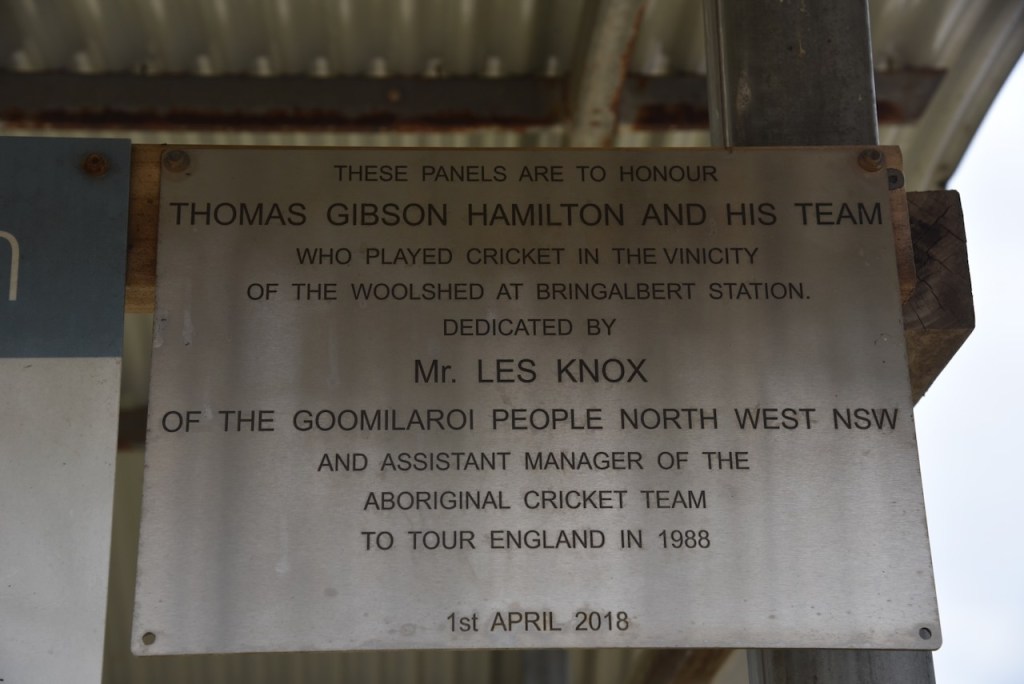 THESE PANELS ARE TO HONOUR
THOMAS GIBSON HAMILTON AND HIS TEAM
WHO PLAYED CRICKET IN THE VINICITY
OF THE WOOLSHED AT BRINGALBERT STATION.
DEDICATED BY
Mr. LES KNOX
OF THE GOOMILAROI PEOPLE NORTH WEST NSW
AND ASSISTANT MANAGER OF THE
ABORIGINAL CRICKET TEAM
TO TOUR ENGLAND IN 1988
1st APRIL 2018